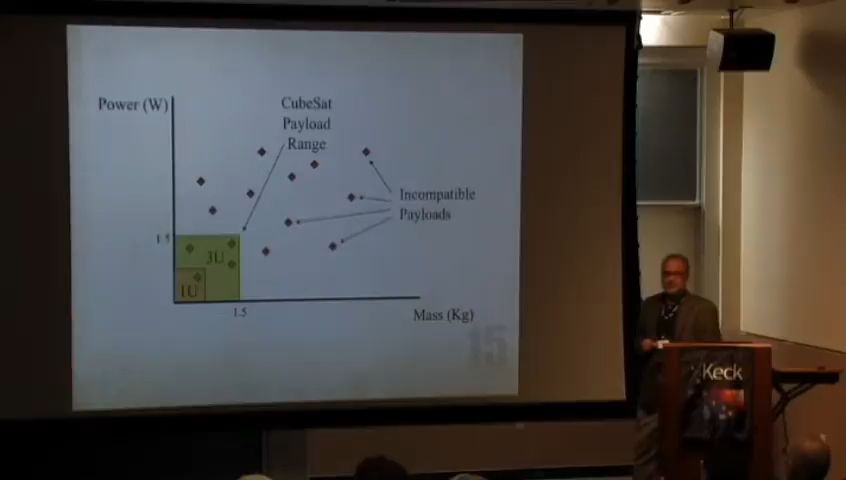 Power (W)
CubeSat
Payload
Range
Incompatible
Payloads
1.5
3U
1U
1.5
Mass (Kg)
15
Keck